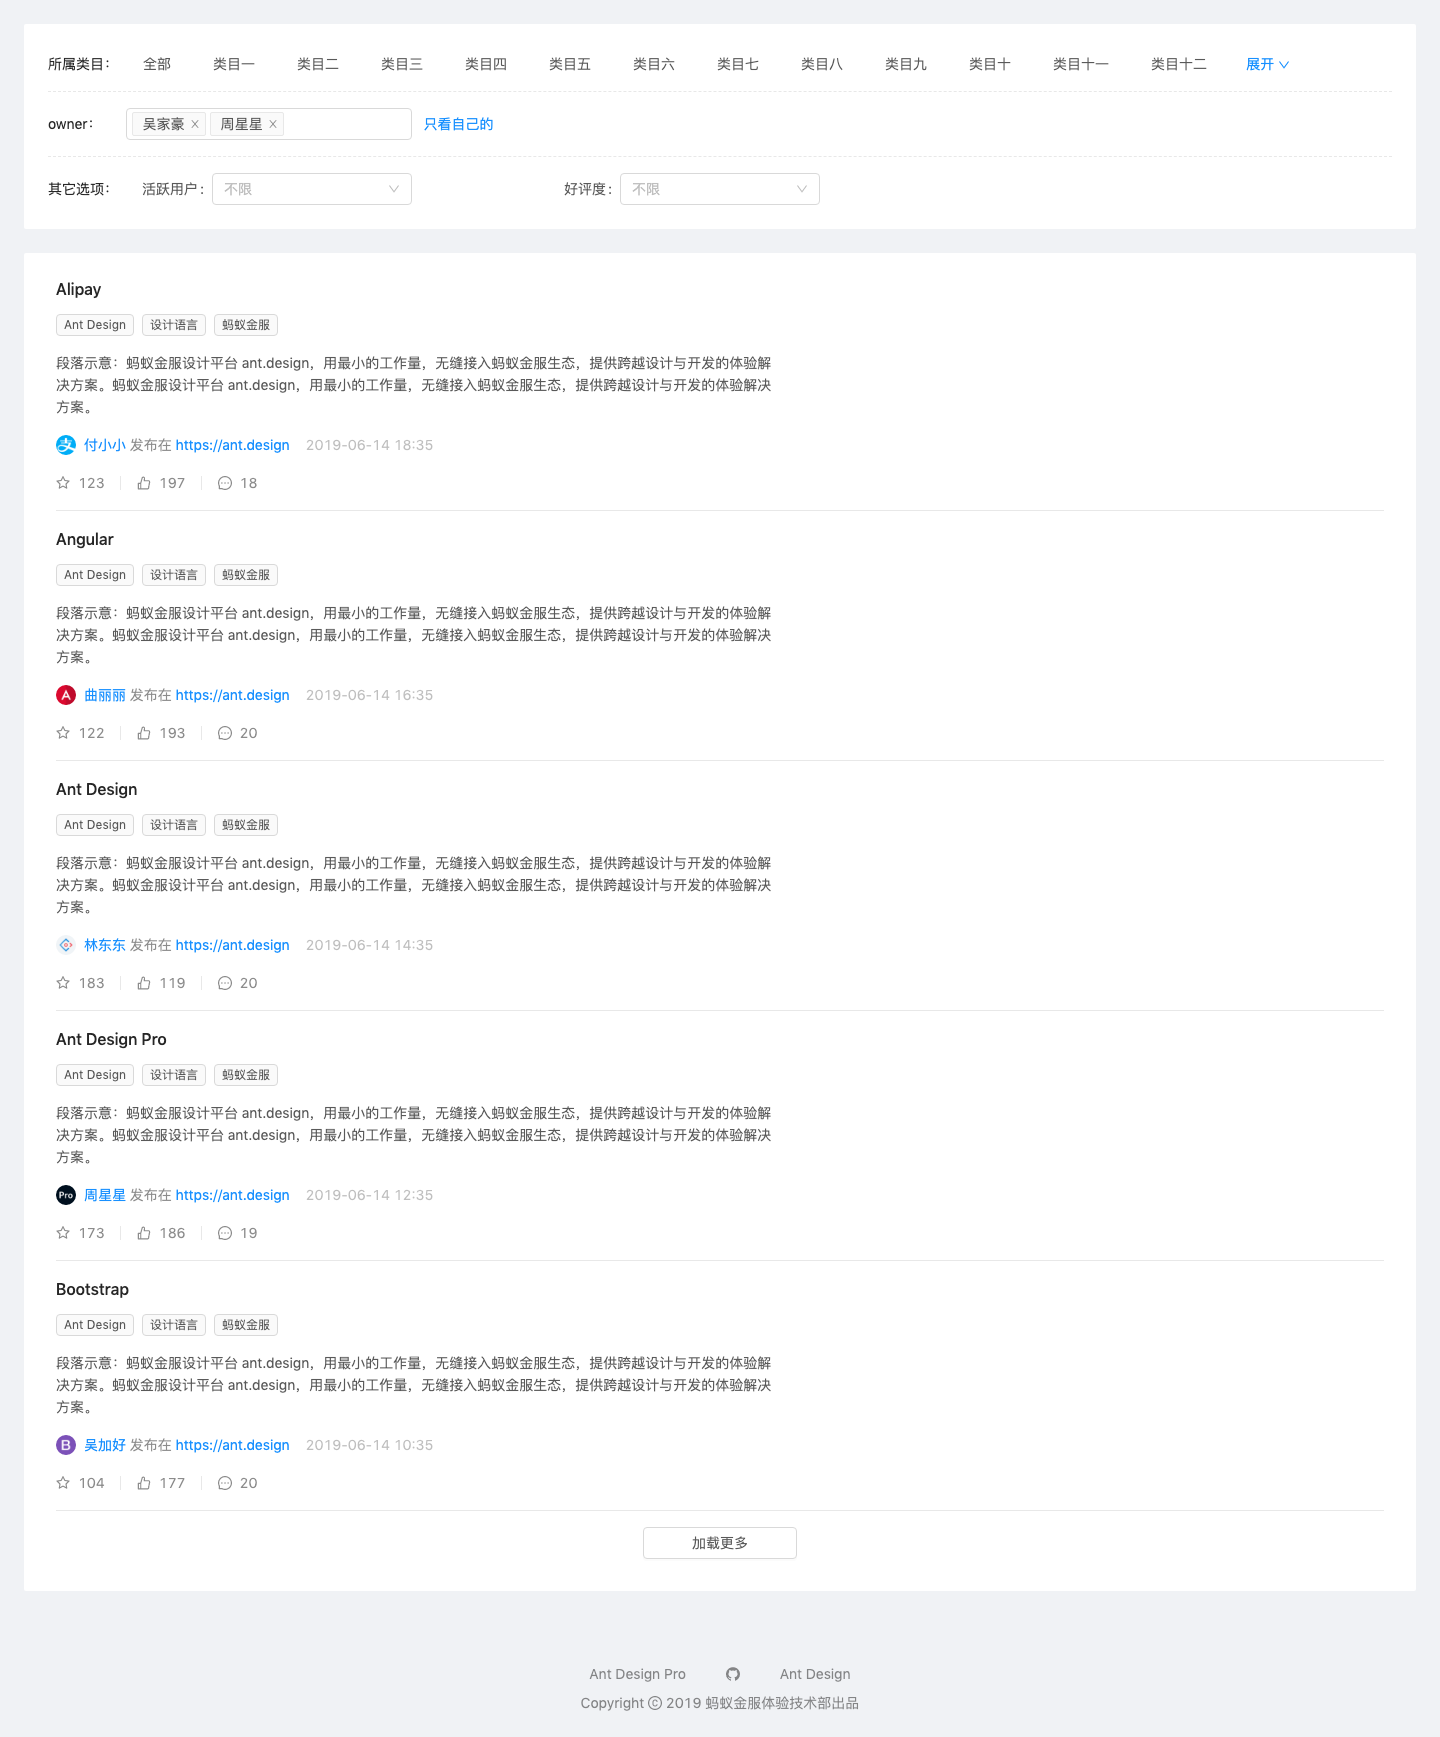 所属类目： 全部 类目一 类目二 类目三 类目四 类目五 类目六 类目七 类目八 类目九 类目十 类目十一 类目十二 展开
owner： 吴家豪 周星星 只看自己的
其它选项： 活跃用户： 不限 好评度： 不限
Alipay
Ant Design 设计语言 蚂蚁金服
段落示意：蚂蚁金服设计平台 ant.design，用最小的工作量，无缝接入蚂蚁金服生态，提供跨越设计与开发的体验解
决方案。蚂蚁金服设计平台 ant.design，用最小的工作量，无缝接入蚂蚁金服生态，提供跨越设计与开发的体验解决
方案。
付小小 发布在 https://ant.design 2019-06-14 18:35
123 197 18
Angular
Ant Design 设计语言 蚂蚁金服
段落示意：蚂蚁金服设计平台 ant.design，用最小的工作量，无缝接入蚂蚁金服生态，提供跨越设计与开发的体验解
决方案。蚂蚁金服设计平台 ant.design，用最小的工作量，无缝接入蚂蚁金服生态，提供跨越设计与开发的体验解决
方案。
A 曲丽丽 发布在 https://ant.design 2019-06-14 16:35
122 193 20
Ant Design
Ant Design 设计语言 蚂蚁金服
段落示意：蚂蚁金服设计平台 ant.design，用最小的工作量，无缝接入蚂蚁金服生态，提供跨越设计与开发的体验解
决方案。蚂蚁金服设计平台 ant.design，用最小的工作量，无缝接入蚂蚁金服生态，提供跨越设计与开发的体验解决
方案。
林东东 发布在 https://ant.design 2019-06-14 14:35
183 119 20
Ant Design Pro
Ant Design 设计语言 蚂蚁金服
段落示意：蚂蚁金服设计平台 ant.design，用最小的工作量，无缝接入蚂蚁金服生态，提供跨越设计与开发的体验解
决方案。蚂蚁金服设计平台 ant.design，用最小的工作量，无缝接入蚂蚁金服生态，提供跨越设计与开发的体验解决
方案。
Pro 周星星 发布在 https://ant.design 2019-06-14 12:35
173 186 19
Bootstrap
Ant Design 设计语言 蚂蚁金服
段落示意：蚂蚁金服设计平台 ant.design，用最小的工作量，无缝接入蚂蚁金服生态，提供跨越设计与开发的体验解
决方案。蚂蚁金服设计平台 ant.design，用最小的工作量，无缝接入蚂蚁金服生态，提供跨越设计与开发的体验解决
方案。
B 吴加好 发布在 https://ant.design 2019-06-14 10:35
104 177 20
加载更多
Ant Design Pro Ant Design
Copyright © 2019 蚂蚁金服体验技术部出品